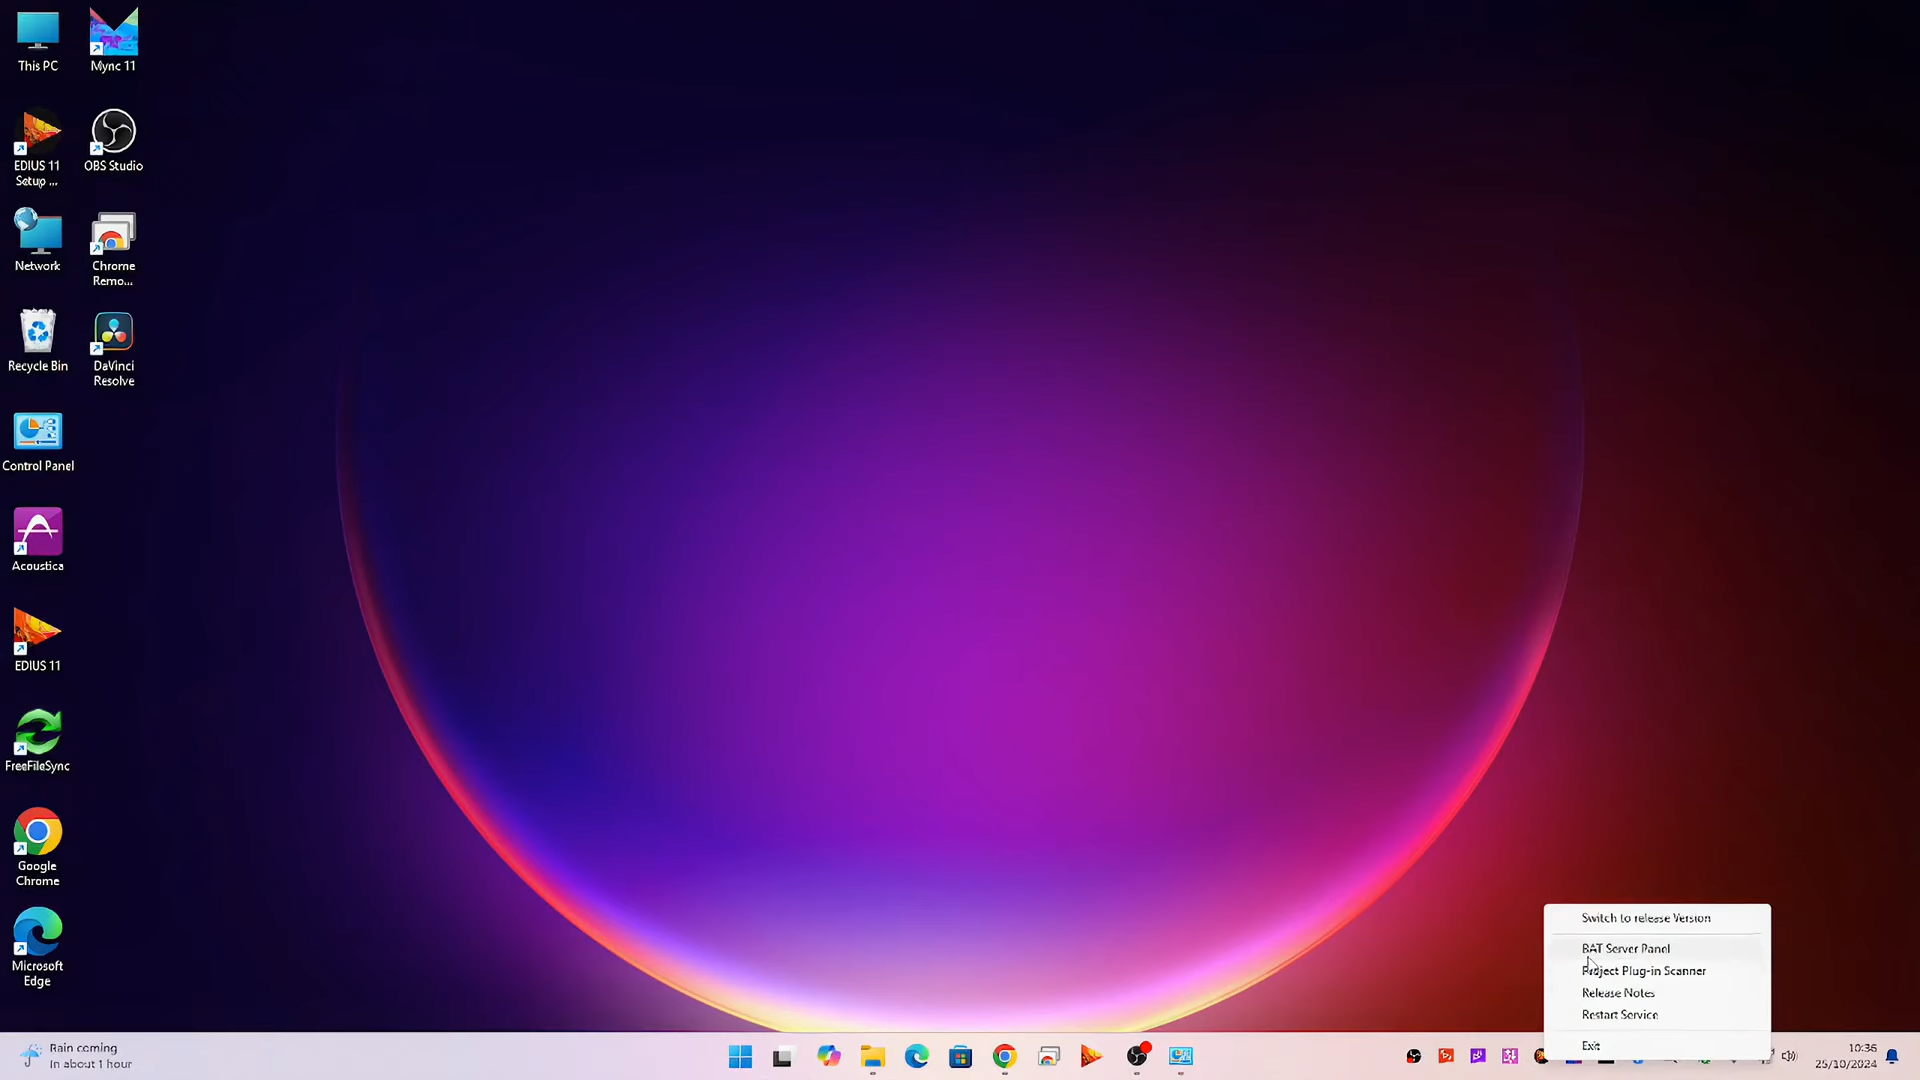 This PC
Mync 11
EDIUS 11
Setup ...
OBS Studio
Network
Chrome
Remo...
Recycle Bin
DaVinci
Resolve
Control Panel
Acoustica
EDIUS 11
FreeFileSync
Google
Chrome
Microsoft
Edge
Switch to release Version
BAT Server Panel
Project Plug-in Scanner
Release Notes
Restart Service
Exit
Rain coming
In about 1 hour
10:36
25/10/2024